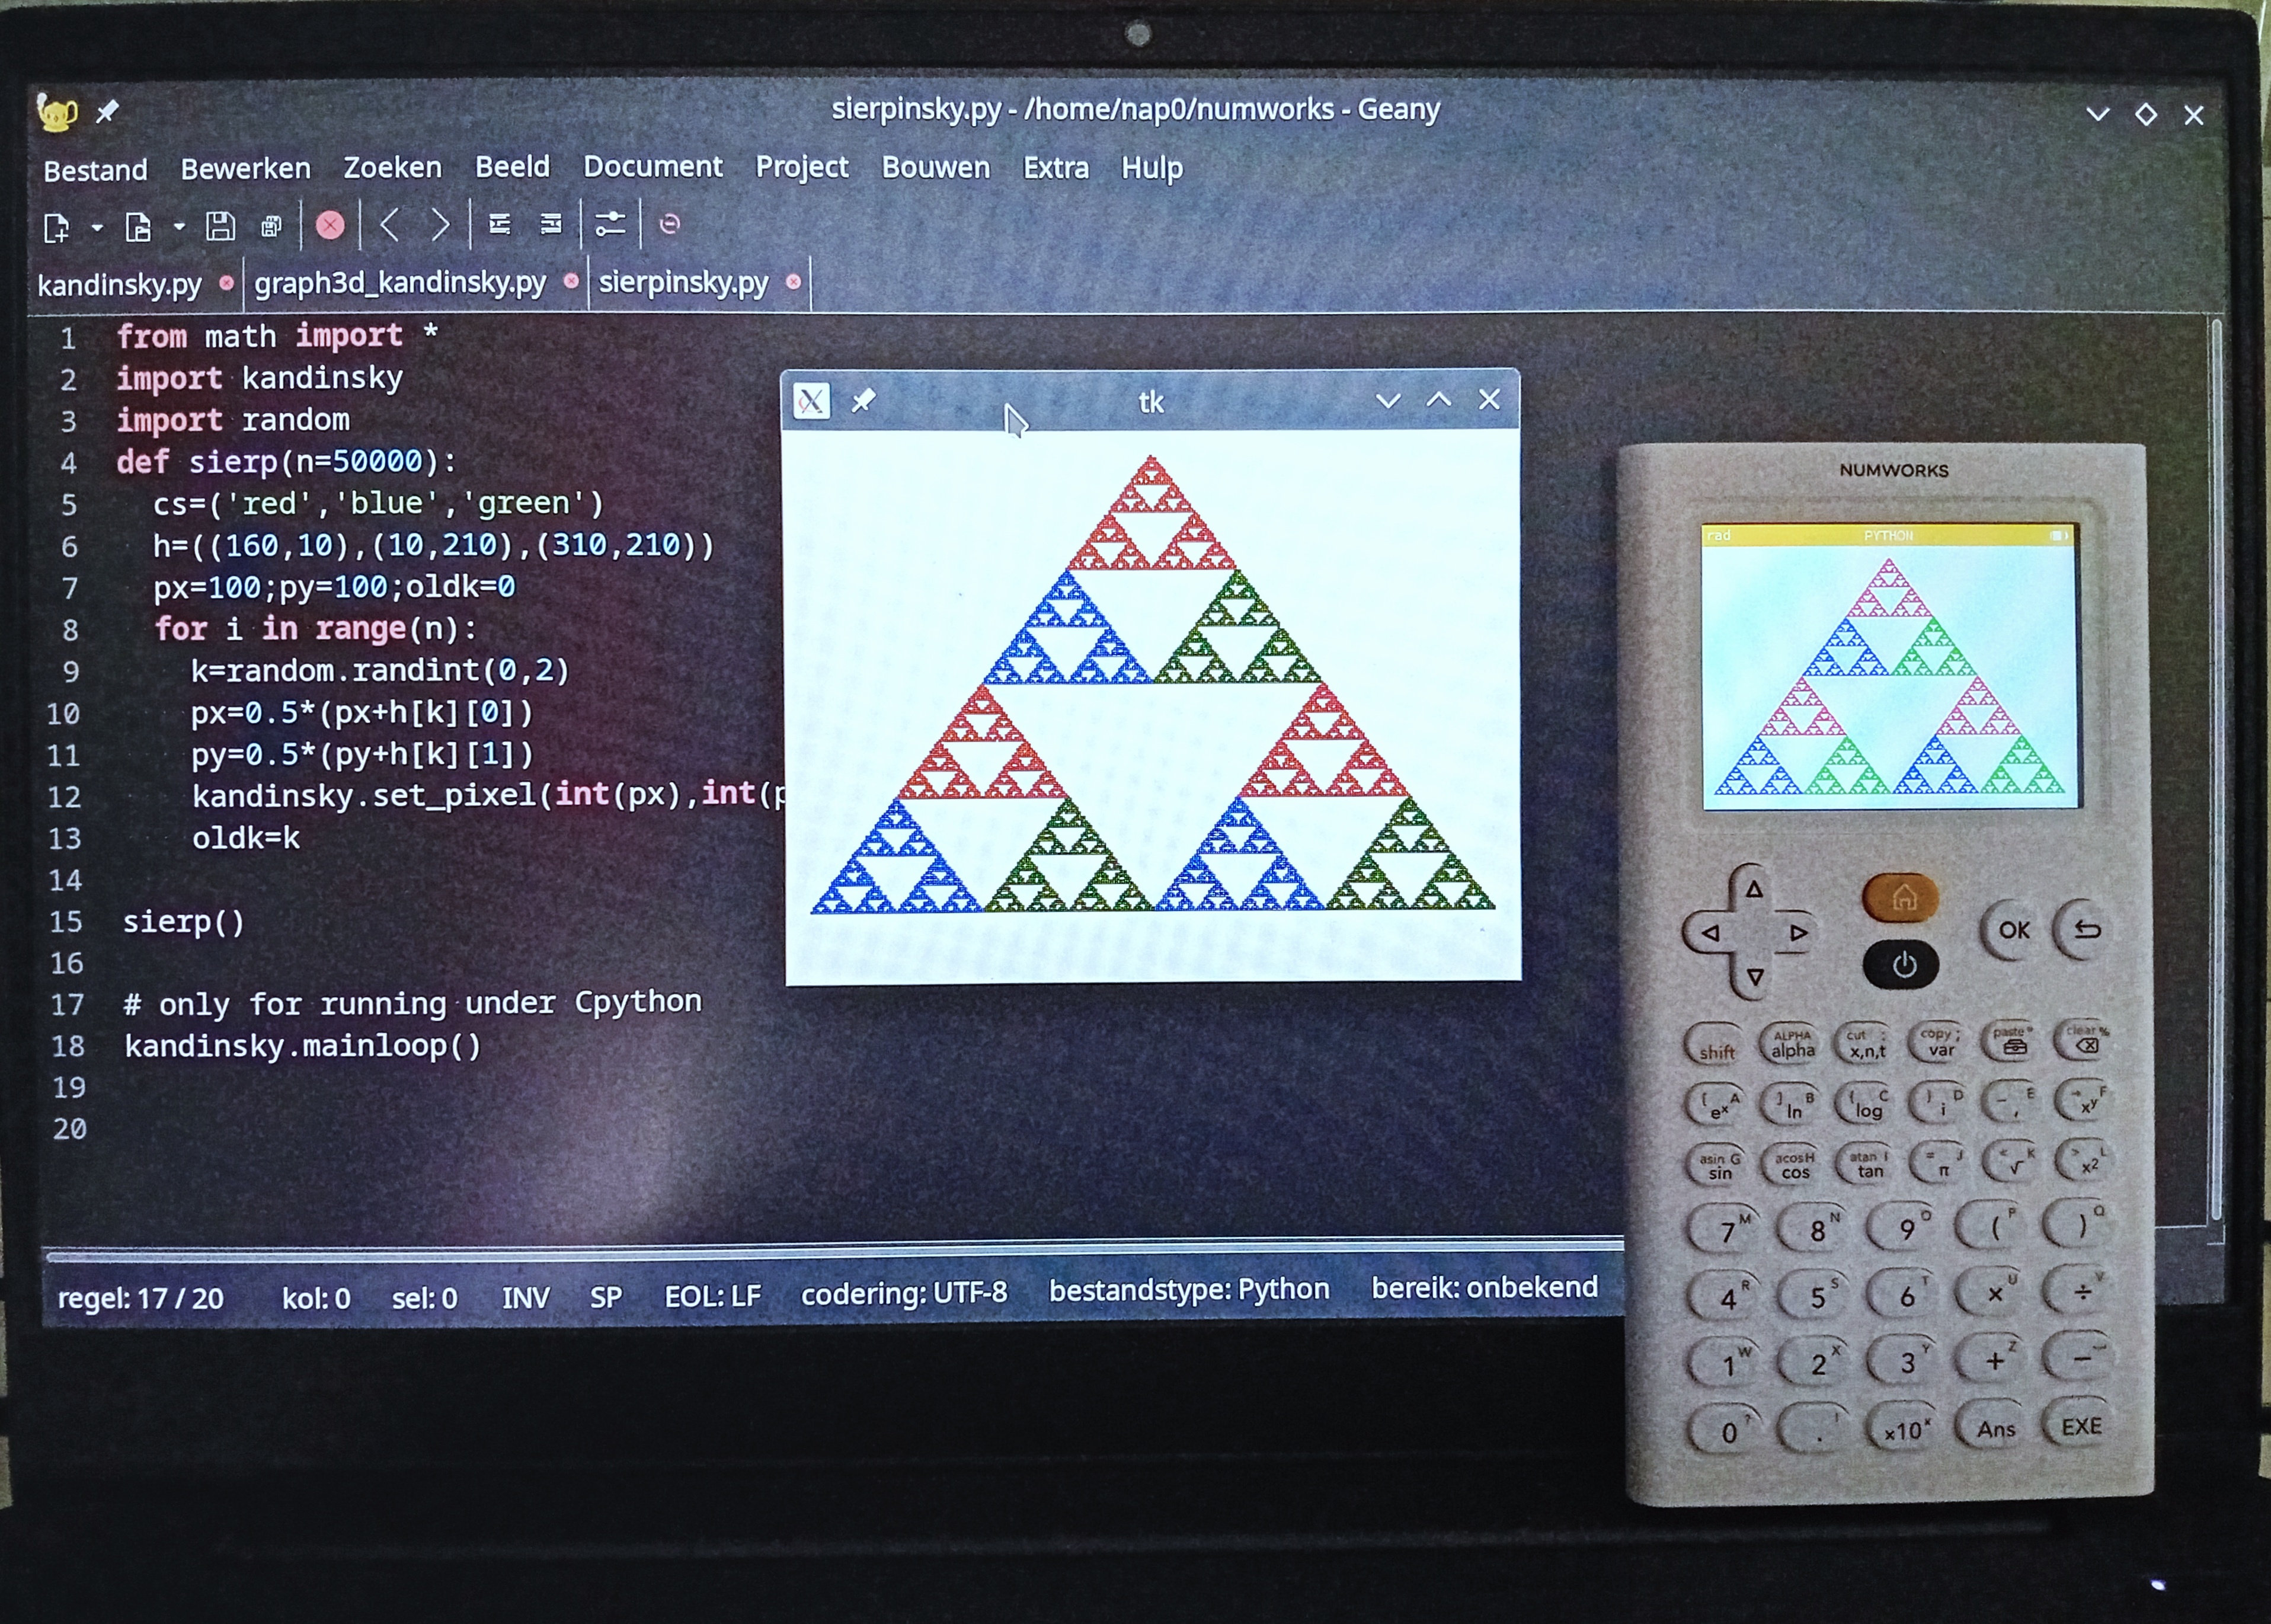 sierpinsky.py - /home/nap0/numworks - Geany
Bestand Bewerken Zoeken Beeld Document Project Bouwen Extra Hulp
kandinsky.py graph3d_kandinsky.py sierpinsky.py
1 from math import *
2 import kandinsky
3 import random
4 def sierp(n=50000):
5 cs=('red','blue','green')
6 h=((160,10),(10,210),(310,210))
7 px=100;py=100;oldk=0
8 for i in range(n):
9 k=random.randint(0,2)
10 px=0.5*(px+h[k][0])
11 py=0.5*(py+h[k][1])
12 kandinsky.set_pixel(int(px),int(p
13 oldk=k
14
15 sierp()
16
17 # only for running under Cpython
18 kandinsky.mainloop()
19
20
regel: 17 / 20 kol: 0 sel: 0 INV SP EOL: LF codering: UTF-8 bestandstype: Python bereik: onbekend
tk
NUMWORKS
rad PYTHON
OK
ALPHA cut : copy ; paste " clear %
shift alpha x,n,t var
[ A ] B { C } D _ E F
eˣ ln log i , xʸ
asin G acos H atan I = J < K > L
sin cos tan π √ x²
7 M 8 N 9 O ( P ) Q
4 R 5 S 6 T × U ÷ V
1 W 2 X 3 Y + Z −
0 ? . ! ×10ˣ Ans EXE